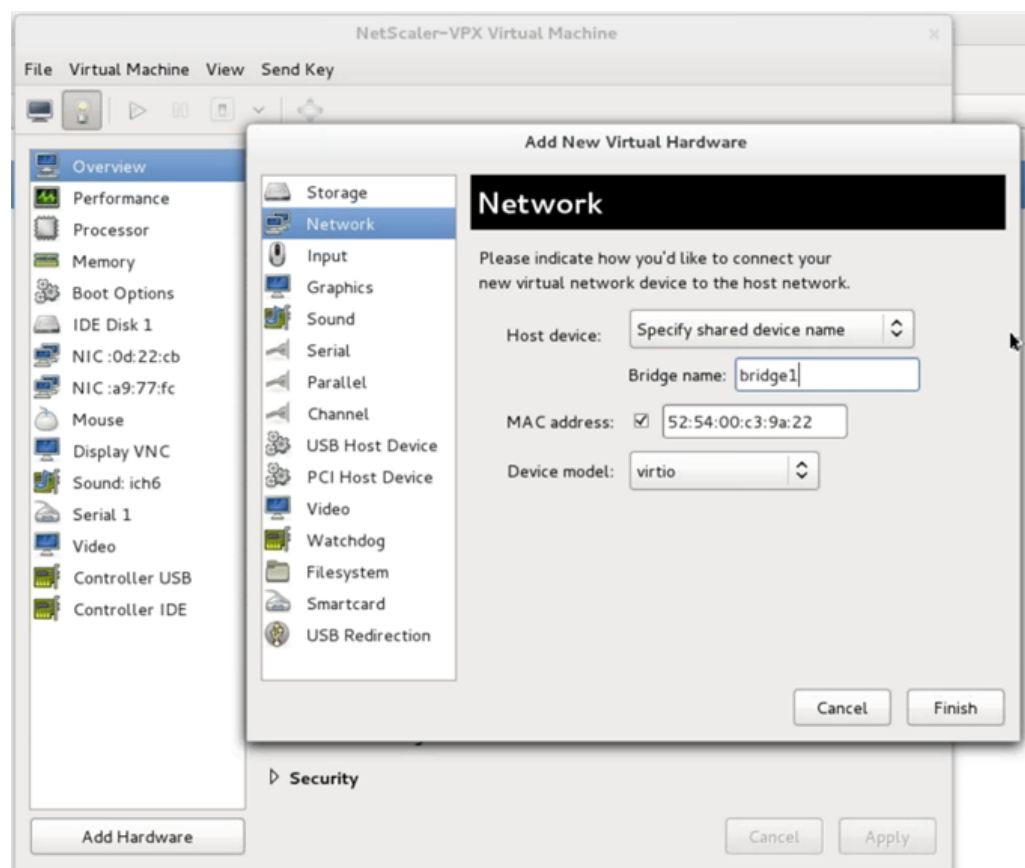 NetScaler-VPX Virtual Machine
File Virtual Machine View Send Key
Overview
Performance
Processor
Memory
Boot Options
IDE Disk 1
NIC :0d:22:cb
NIC :a9:77:fc
Mouse
Display VNC
Sound: ich6
Serial 1
Video
Controller USB
Controller IDE
Add Hardware
Add New Virtual Hardware
Storage
Network
Input
Graphics
Sound
Serial
Parallel
Channel
USB Host Device
PCI Host Device
Video
Watchdog
Filesystem
Smartcard
USB Redirection
Network
Please indicate how you'd like to connect your
new virtual network device to the host network.
Host device: Specify shared device name
Bridge name: bridge1
MAC address: 52:54:00:c3:9a:22
Device model: virtio
Cancel Finish
Security
Cancel Apply